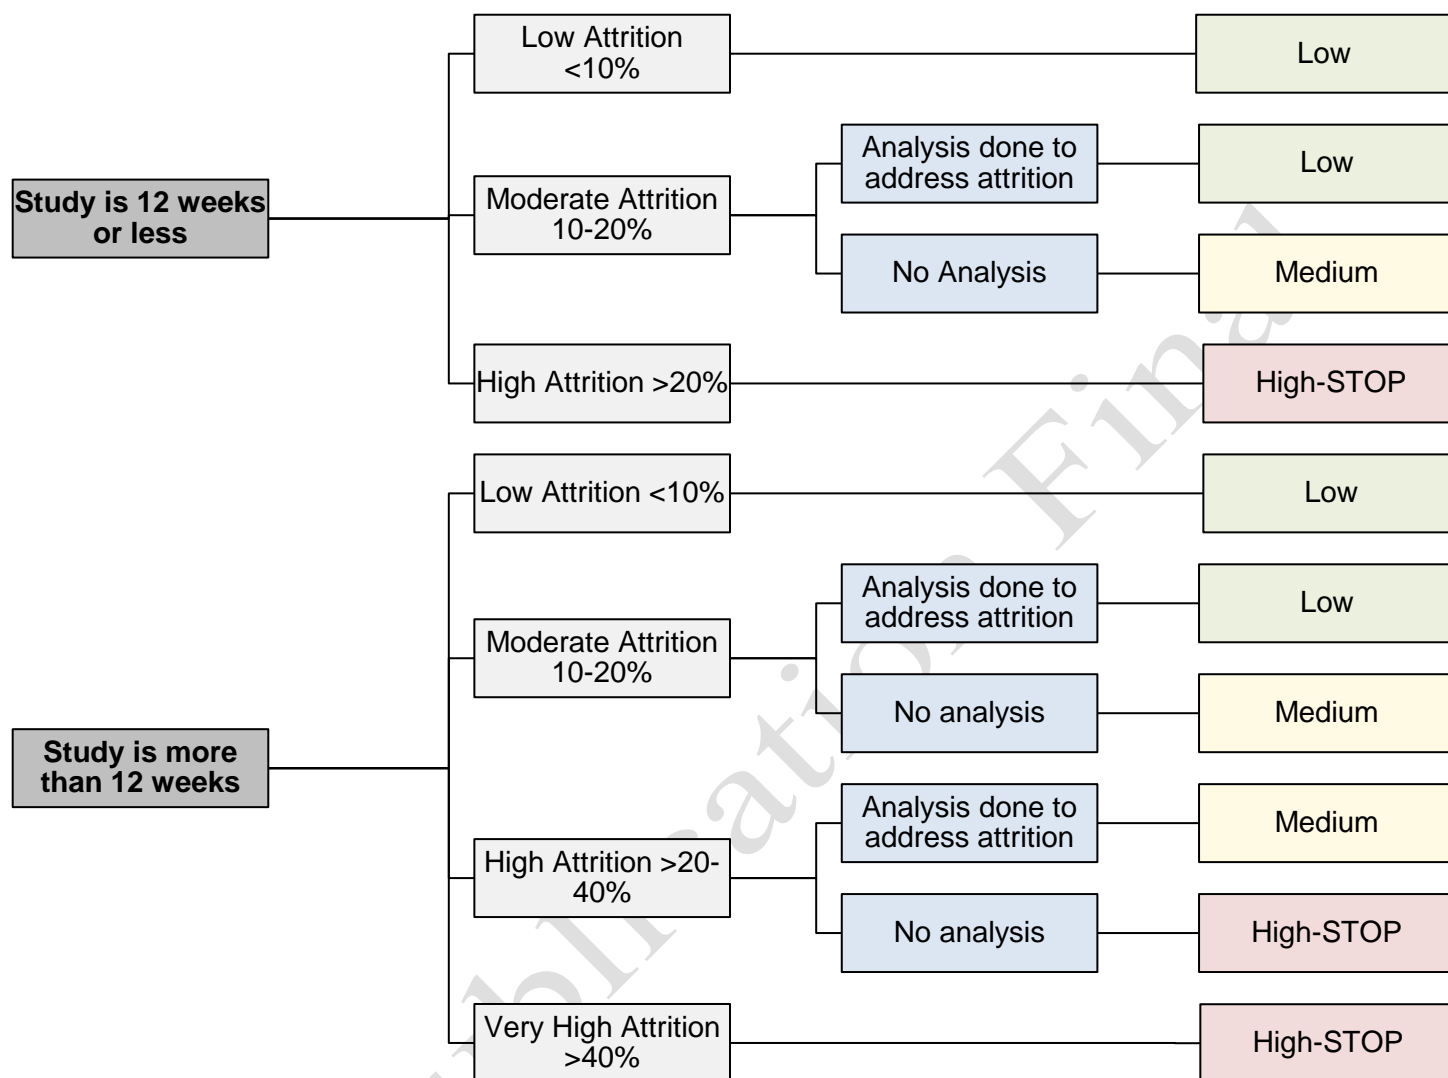 Low Attrition
<10%
Low
Analysis done to
address attrition
Low
Study is 12 weeks
or less
Moderate Attrition
10-20%
No Analysis
Medium
High Attrition >20%
High-STOP
Low Attrition <10%
Low
Analysis done to
address attrition
Low
Moderate Attrition
10-20%
No analysis
Medium
Study is more
than 12 weeks
Analysis done to
address attrition
Medium
High Attrition >20-
40%
No analysis
High-STOP
Very High Attrition
>40%
High-STOP
ublication Final